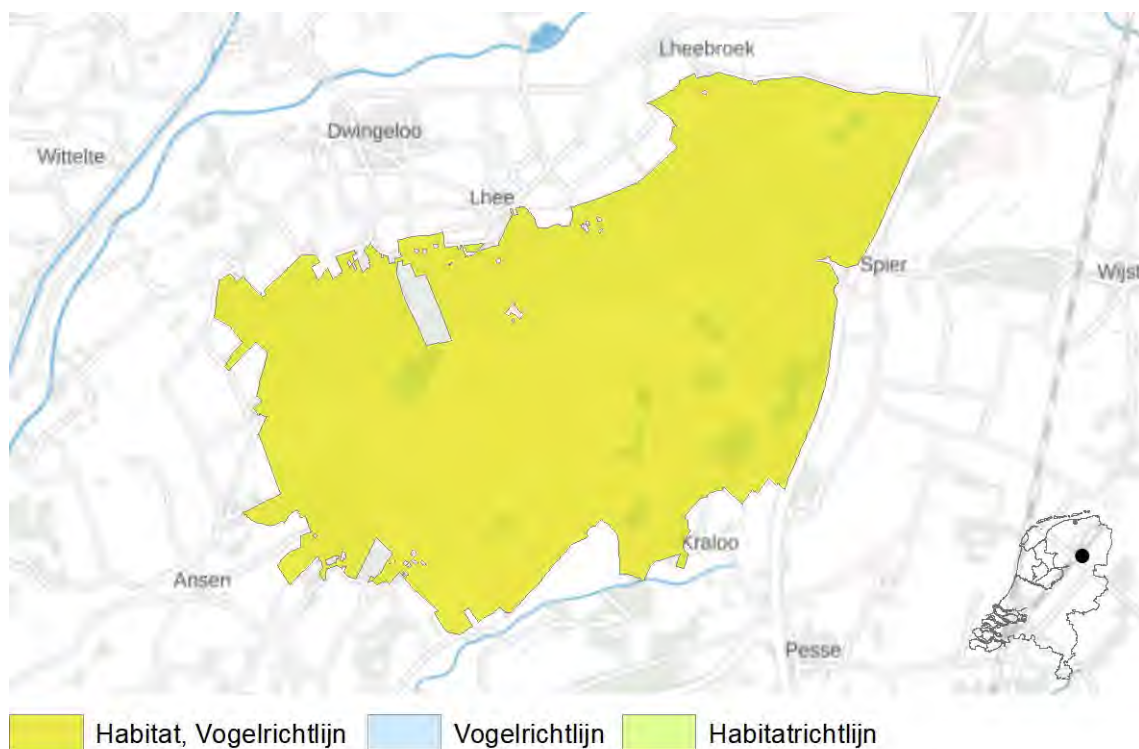 Lheebroek
Dwingeloo
Wittelte
Lhee
Spier
Wijst
Kraloo
Ansen
Pesse
Habitat, Vogelrichtlijn
Vogelrichtlijn
Habitatrichtlijn